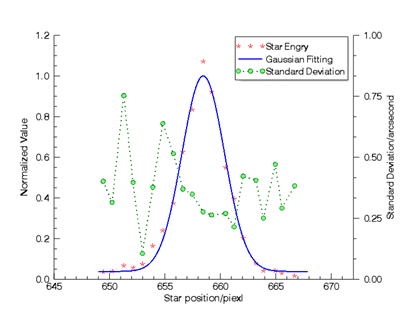 1.2
1.0
0.8
0.6
0.4
0.2
0.0
Normalized Value
Star Engry
Gaussian Fitting
Standard Deviation
1.00
0.75
0.50
0.25
0.00
Standard Deviation/arcsecond
645 650 655 660 665 670
Star position/piexl